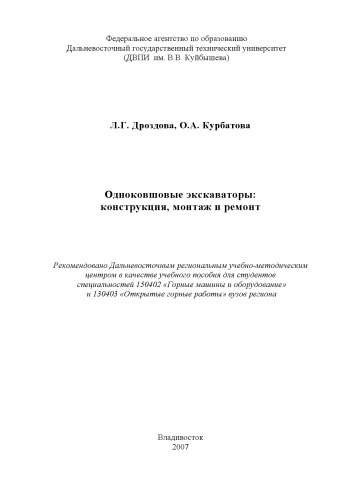 Федеральное агентство по образованию
Дальневосточный государственный технический университет
(ДВПИ им. В.В. Куйбышева)
Л.Г. Дроздова, О.А. Курбатова
Одноковшовые экскаваторы:
конструкция, монтаж и ремонт
Рекомендовано Дальневосточным региональным учебно-методическим
центром в качестве учебного пособия для студентов
специальностей 150402 «Горные машины и оборудование»
и 130403 «Открытые горные работы» вузов региона
Владивосток
2007